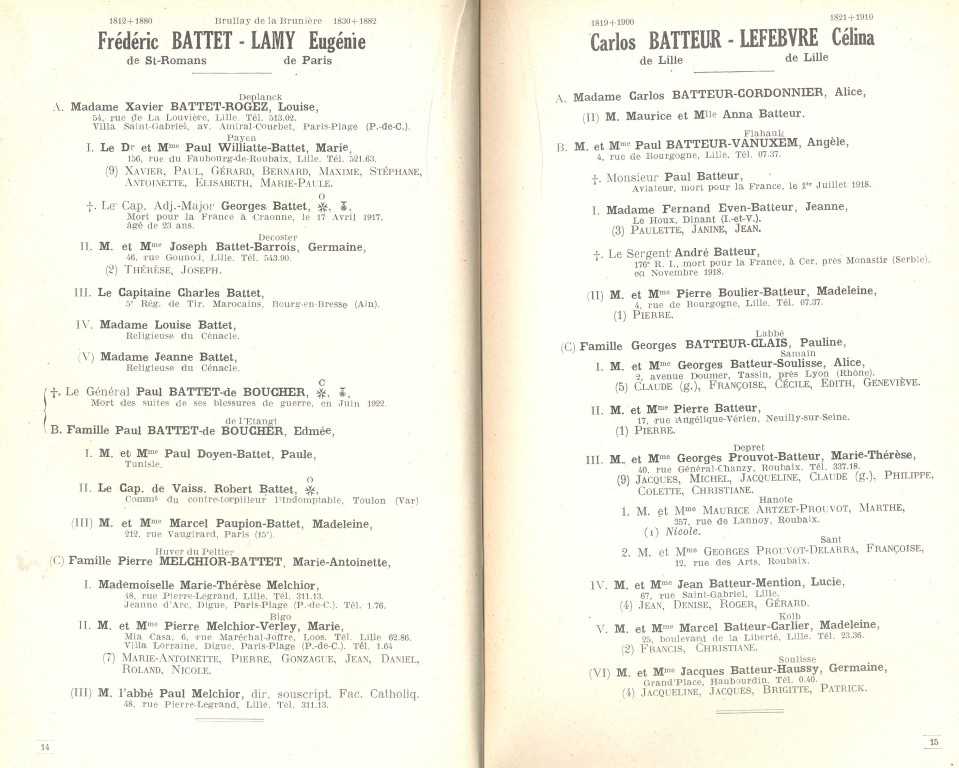 1812+1880 Brullay de la Brunière 1830+1882
Frédéric BATTET - LAMY Eugénie
de St-Romans de Paris
Deplanck
A. Madame Xavier BATTET-ROGEZ, Louise,
54, rue de La Louvière, Lille. Tél. 513.02.
Villa Saint-Gabriel, av. Amiral-Courbet, Paris-Plage (P.-de-C.).
Payen
I. Le Dr et Mme Paul Williatte-Battet, Marie,
156, rue du Faubourg-de-Roubaix, Lille. Tél. 521.63.
(9) XAVIER, PAUL, GÉRARD, BERNARD, MAXIME, STÉPHANE,
ANTOINETTE, ELISABETH, MARIE-PAULE.
O
†. Le Cap. Adj.-Major Georges Battet, ✻, ,
Mort pour la France à Craonne, le 17 Avril 1917,
âgé de 23 ans.
Decoster
II. M. et Mme Joseph Battet-Barrois, Germaine,
46, rue Gounod, Lille. Tél. 543.90.
(2) THÉRÈSE, JOSEPH.
III. Le Capitaine Charles Battet,
5e Rég. de Tir. Marocains, Bourg-en-Bresse (Ain).
IV. Madame Louise Battet,
Religieuse du Cénacle.
(V) Madame Jeanne Battet,
Religieuse du Cénacle.
C
†. Le Général Paul BATTET-de BOUCHER, ✻, ,
Mort des suites de ses blessures de guerre, en Juin 1922.
de l'Etangt
B. Famille Paul BATTET-de BOUCHER, Edmée,
I. M. et Mme Paul Doyen-Battet, Paule,
Tunisie.
O
II. Le Cap. de Vaiss. Robert Battet, ✻,
Commt du contre-torpilleur l'Indomptable, Toulon (Var)
(III) M. et Mme Marcel Paupion-Battet, Madeleine,
212, rue Vaugirard, Paris (15e).
Huyer du Peltier
(C) Famille Pierre MELCHIOR-BATTET, Marie-Antoinette,
I. Mademoiselle Marie-Thérèse Melchior,
48, rue Pierre-Legrand, Lille. Tél. 311.13.
Jeanne d'Arc, Digue, Paris-Plage (P.-de-C.). Tél. 1.76.
Bigo
II. M. et Mme Pierre Melchior-Verley, Marie,
Mia Casa, 6, rue Maréchal-Joffre, Loos. Tél. Lille 62.86.
Villa Lorraine, Digue, Paris-Plage (P.-de-C.). Tél. 1.64
(7) MARIE-ANTOINETTE, PIERRE, GONZAGUE, JEAN, DANIEL,
ROLAND, NICOLE.
(III) M. l'abbé Paul Melchior, dir. souscript. Fac. Catholiq.
48, rue Pierre-Legrand, Lille. Tél. 311.13.
14
1819+1900 1821+1910
Carlos BATTEUR - LEFEBVRE Célina
de Lille de Lille
A. Madame Carlos BATTEUR-CORDONNIER, Alice,
(II) M. Maurice et Mlle Anna Batteur.
Flahault
B. M. et Mme Paul BATTEUR-VANUXEM, Angèle,
4, rue de Bourgogne, Lille. Tél. 07.37.
†. Monsieur Paul Batteur,
Aviateur, mort pour la France, le 1er Juillet 1918.
I. Madame Fernand Even-Batteur, Jeanne,
Le Houx, Dinant (I.-et-V.).
(3) PAULETTE, JANINE, JEAN.
†. Le Sergent André Batteur,
176e R. I., mort pour la France, à Cer, près Monastir (Serbie),
en Novembre 1918.
(II) M. et Mme Pierre Boulier-Batteur, Madeleine,
4, rue de Bourgogne, Lille. Tél. 07.37.
(1) PIERRE.
Labbé
(C) Famille Georges BATTEUR-CLAIS, Pauline,
Samain
I. M. et Mme Georges Batteur-Soulisse, Alice,
2, avenue Doumer, Tassin, près Lyon (Rhône).
(5) CLAUDE (g.), FRANÇOISE, CÉCILE, EDITH, GENEVIÈVE.
II. M. et Mme Pierre Batteur,
17, rue Angélique-Vérien, Neuilly-sur-Seine.
(1) PIERRE.
Depret
III. M. et Mme Georges Prouvot-Batteur, Marie-Thérèse,
40, rue Général-Chanzy, Roubaix. Tél. 337.18.
(9) JACQUES, MICHEL, JACQUELINE, CLAUDE (g.), PHILIPPE,
COLETTE, CHRISTIANE.
Hanote
1. M. et Mme MAURICE ARTZET-PROUVOT, MARTHE,
357, rue de Lannoy, Roubaix.
(1) Nicole.
Sant
2. M. et Mme GEORGES PROUVOT-DELARRA, FRANÇOISE,
12, rue des Arts, Roubaix.
IV. M. et Mme Jean Batteur-Mention, Lucie,
67, rue Saint-Gabriel, Lille.
(4) JEAN, DENISE, ROGER, GÉRARD.
Kolb
V. M. et Mme Marcel Batteur-Carlier, Madeleine,
25, boulevard de la Liberté, Lille. Tél. 23.36.
(2) FRANCIS, CHRISTIANE.
Soulisse
(VI) M. et Mme Jacques Batteur-Haussy, Germaine,
Grand'Place, Haubourdin. Tél. 0.40.
(4) JACQUELINE, JACQUES, BRIGITTE, PATRICK.
15